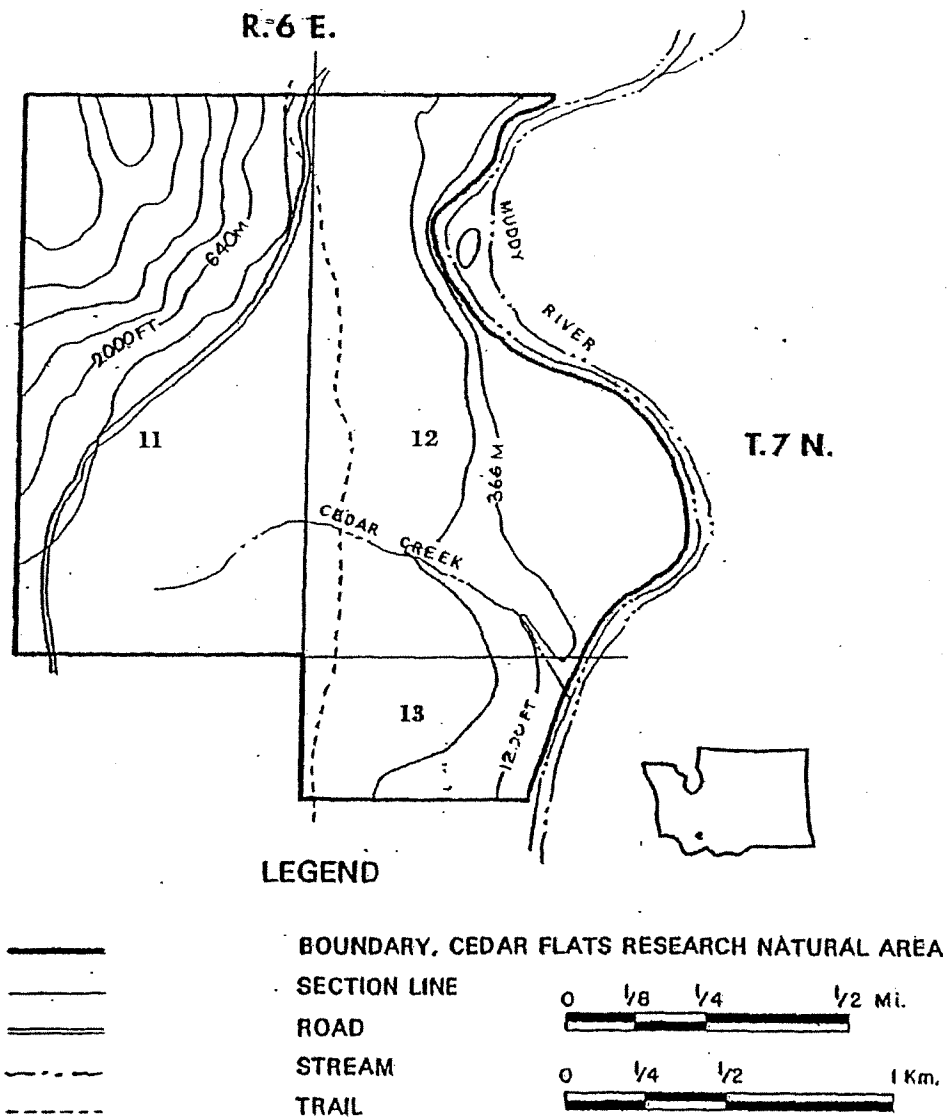 R. 6 E.
MUDDY
RIVER
640M
2000 FT
11
12
T. 7 N.
366 M
CEDAR
CREEK
13
1200 FT
LEGEND
BOUNDARY, CEDAR FLATS RESEARCH NATURAL AREA
SECTION LINE
ROAD
STREAM
TRAIL
0 1/8 1/4 1/2 Mi.
0 1/4 1/2 1 Km.